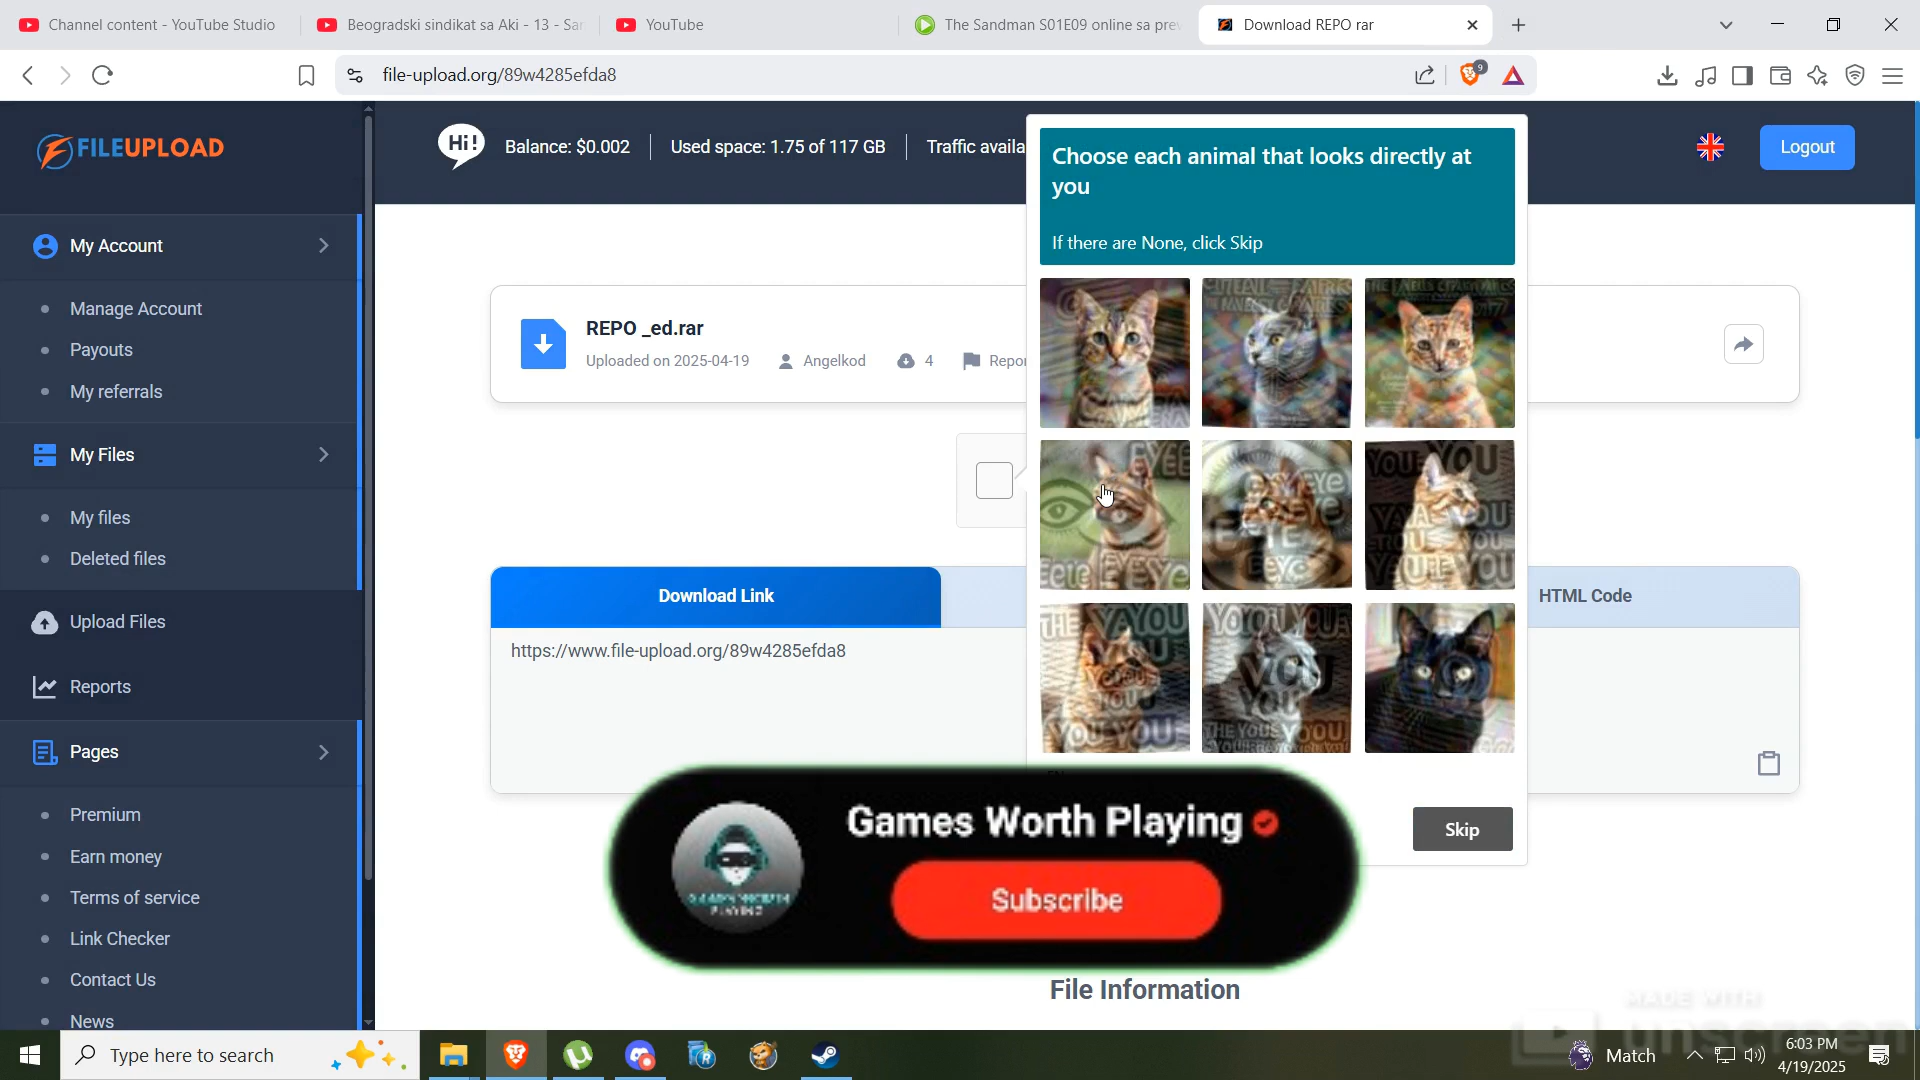 Channel content - YouTube Studio
Beogradski sindikat sa Aki - 13 - Sa
YouTube
The Sandman S01E09 online sa pre
Download REPO rar
file-upload.org/89w4285efda8
9
FILEUPLOAD
Hi!
Balance: $0.002
Used space: 1.75 of 117 GB
Traffic availa
Logout
Choose each animal that looks directly at
you
If there are None, click Skip
My Account
Manage Account
Payouts
My referrals
My Files
My files
Deleted files
Upload Files
Reports
Pages
Premium
Earn money
Terms of service
Link Checker
Contact Us
News
REPO _ed.rar
Uploaded on 2025-04-19
Angelkod
4
Repor
Download Link
HTML Code
https://www.file-upload.org/89w4285efda8
Skip
Games Worth Playing
Subscribe
File Information
MADE WITH
unscreen
Type here to search
Match
6:03 PM
4/19/2025